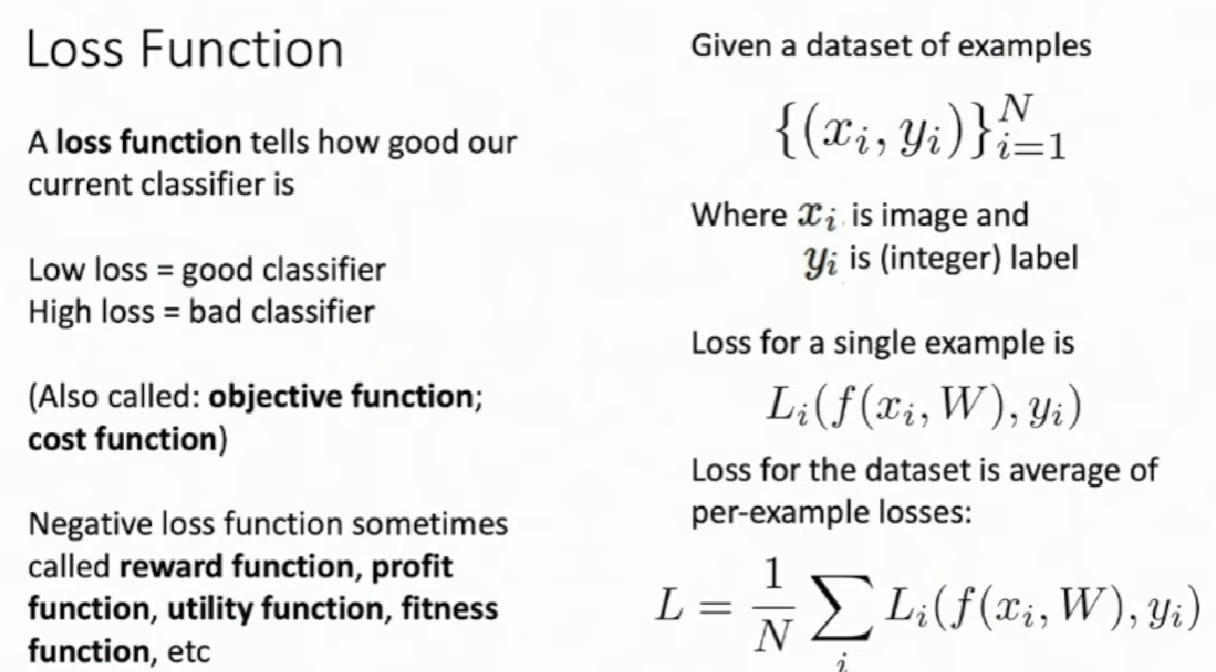 Loss Function
A loss function tells how good our
current classifier is
Low loss = good classifier
High loss = bad classifier
(Also called: objective function;
cost function)
Negative loss function sometimes
called reward function, profit
function, utility function, fitness
function, etc
Given a dataset of examples
{(x_i, y_i)}_{i=1}^{N}
Where x_i is image and
y_i is (integer) label
Loss for a single example is
L_i(f(x_i, W), y_i)
Loss for the dataset is average of
per-example losses:
L = \frac{1}{N} \sum_i L_i(f(x_i, W), y_i)